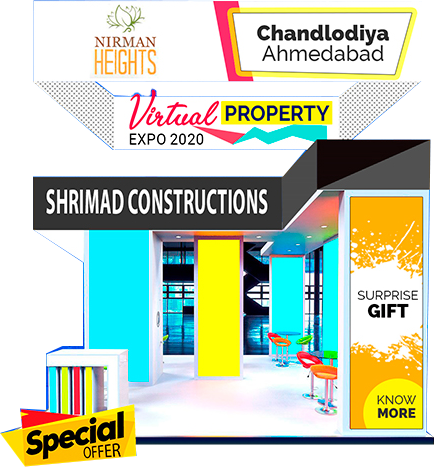 NIRMAN
HEIGHTS
Chandlodiya
Ahmedabad
Virtual PROPERTY
EXPO 2020
SHRIMAD CONSTRUCTIONS
SURPRISE
GIFT
KNOW
MORE
Special
OFFER